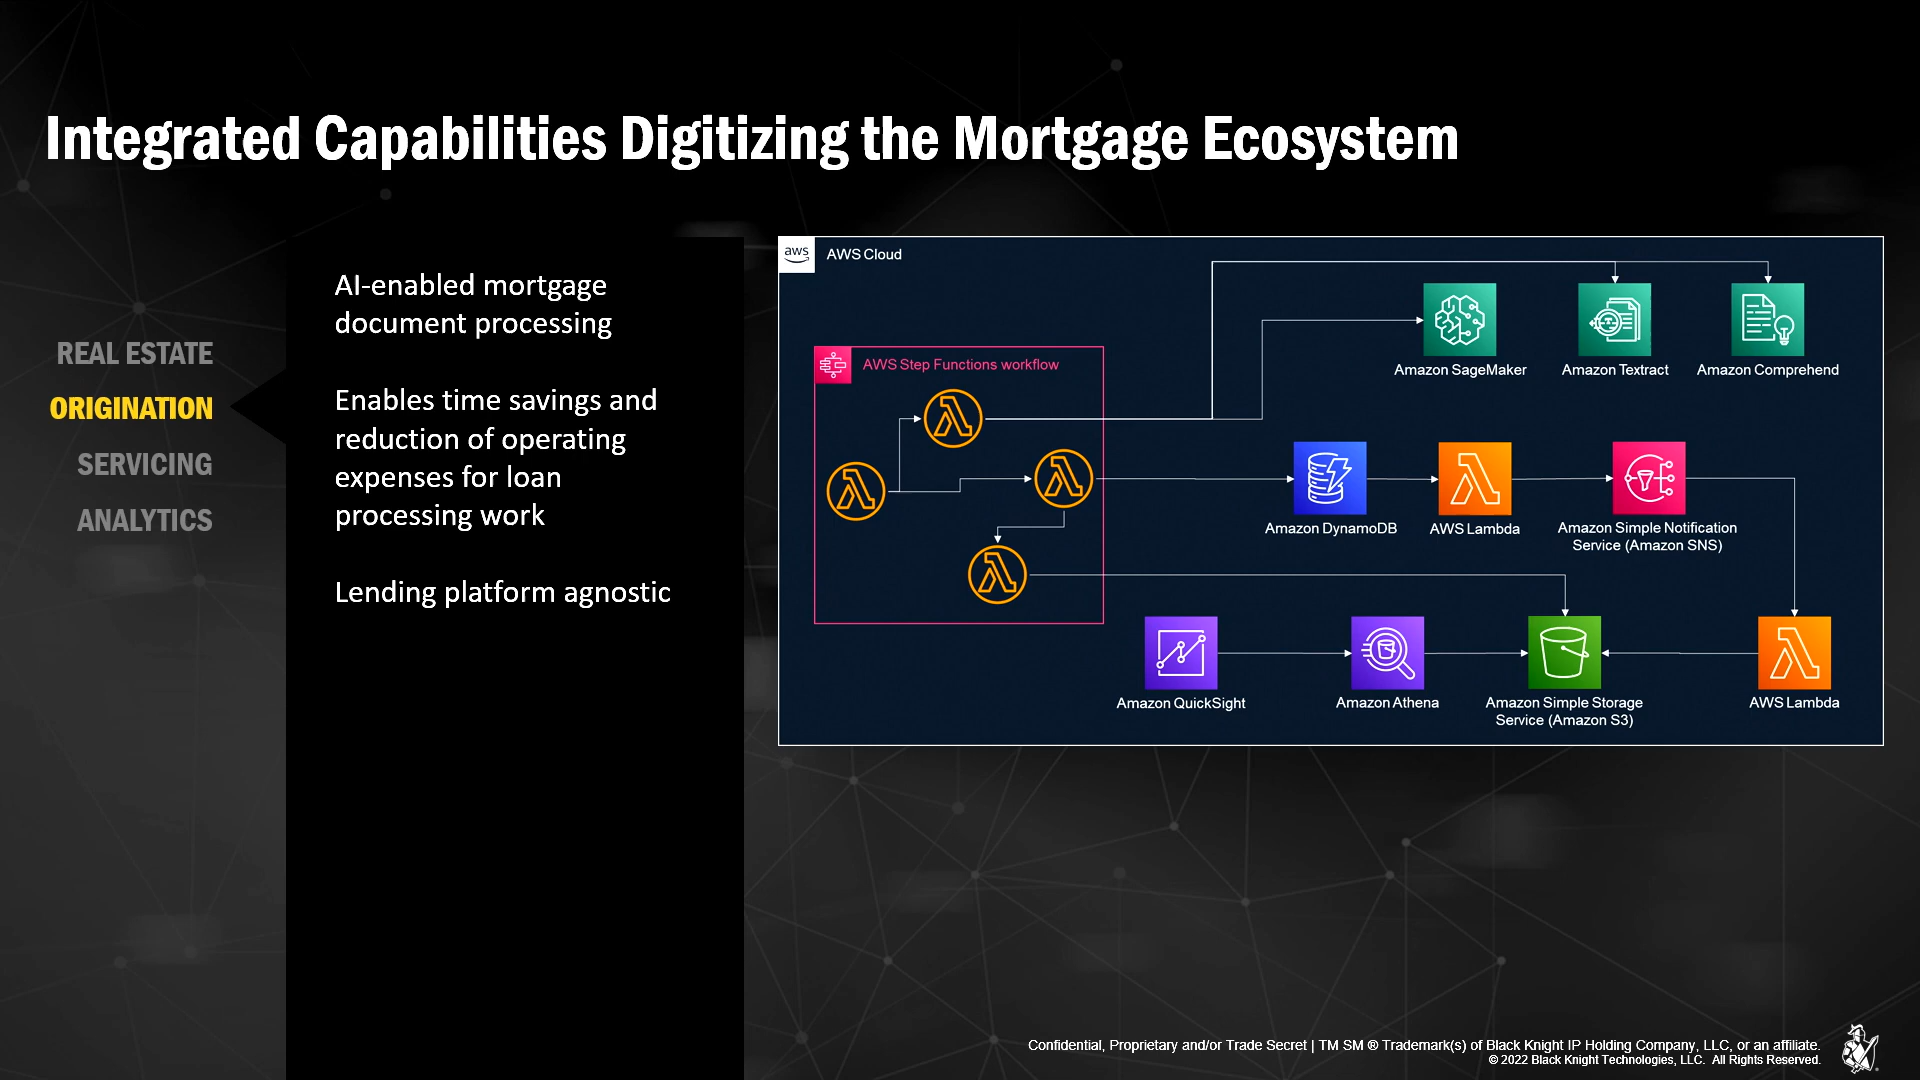 Integrated Capabilities Digitizing the Mortgage Ecosystem
REAL ESTATE
ORIGINATION
SERVICING
ANALYTICS
AI-enabled mortgage
document processing
Enables time savings and
reduction of operating
expenses for loan
processing work
Lending platform agnostic
aws
AWS Cloud
AWS Step Functions workflow
Amazon SageMaker
Amazon Textract
Amazon Comprehend
Amazon DynamoDB
AWS Lambda
Amazon Simple Notification
Service (Amazon SNS)
Amazon QuickSight
Amazon Athena
Amazon Simple Storage
Service (Amazon S3)
AWS Lambda
Confidential, Proprietary and/or Trade Secret | TM SM ® Trademark(s) of Black Knight IP Holding Company, LLC, or an affiliate.
© 2022 Black Knight Technologies, LLC. All Rights Reserved.